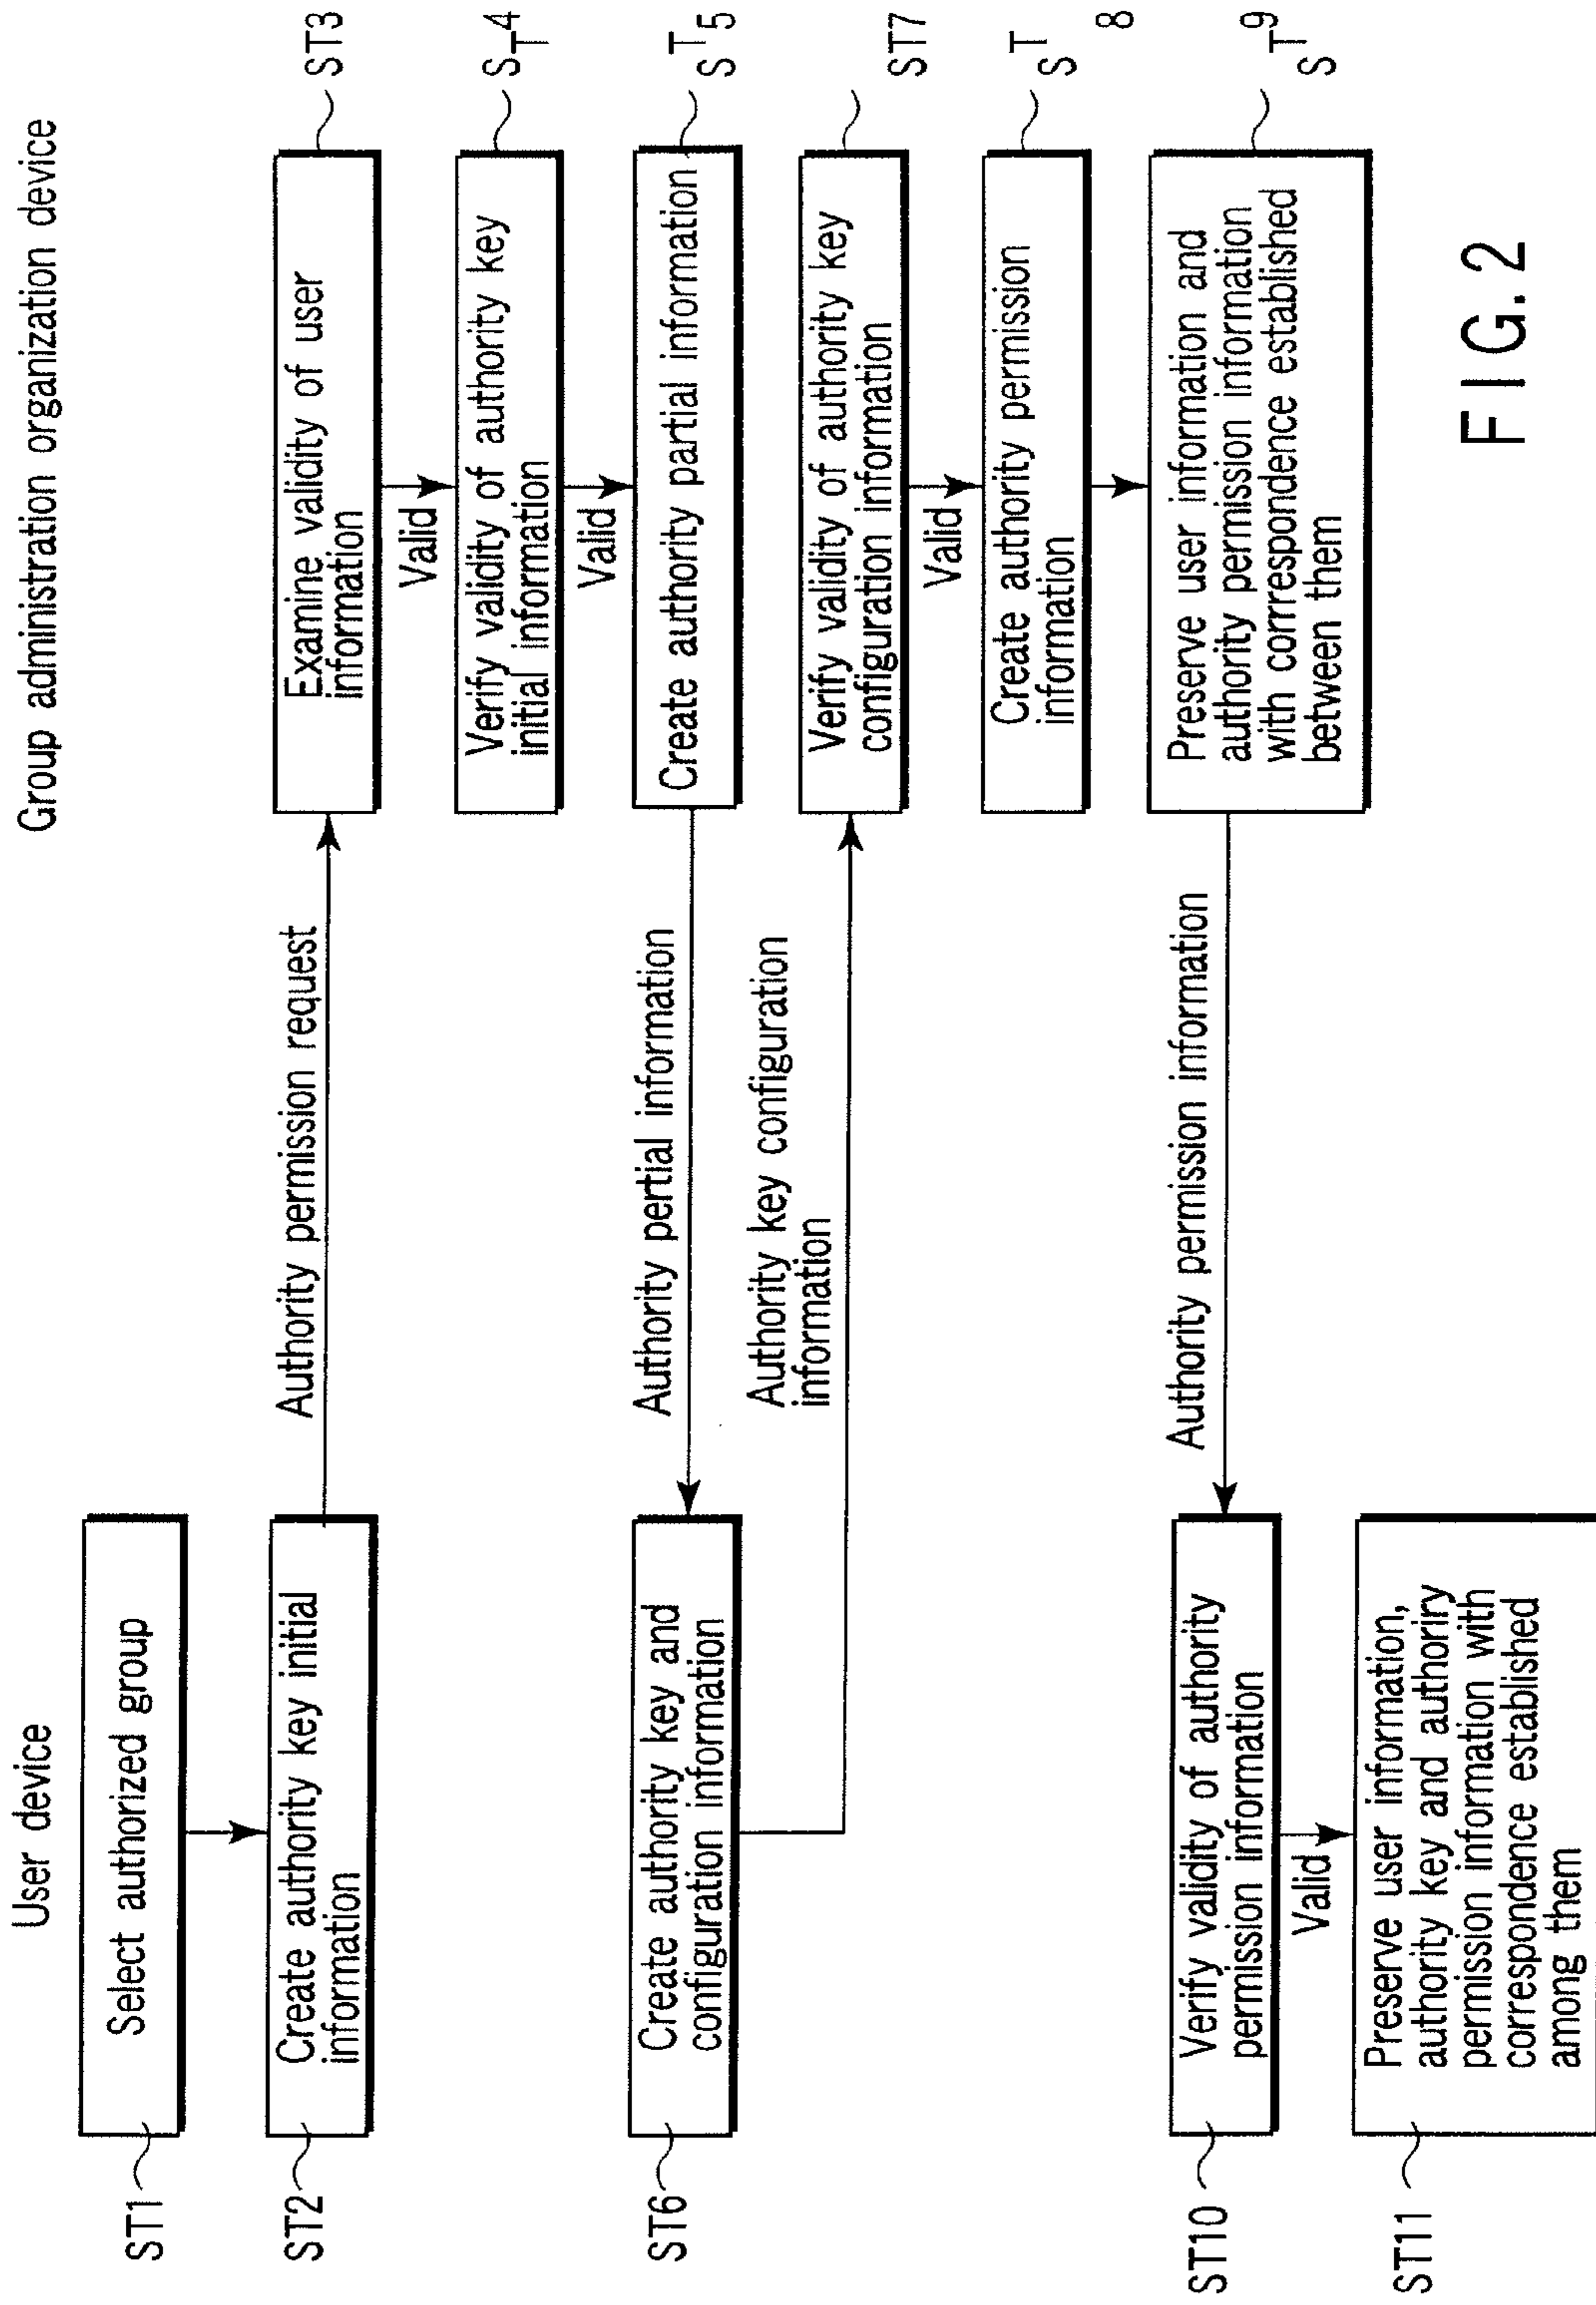 User device
Group administration organization device
ST1
Select authorized group
ST2
Create authority key initial
information
Authority permission request
Examine validity of user
information
ST3
Valid
Verify validity of authority key
initial information
ST4
Valid
Create authority partial information
ST5
Authority pertial information
ST6
Create authority key and
configuration information
Authority key configuration
information
Verify validity of authority key
configuration information
ST7
Valid
Create authority permission
information
ST8
Preserve user information and
authority permission information
with corrrespondence established
between them
ST9
Authority permission information
ST10
Verify validity of authority
permission information
Valid
ST11
Preserve user information,
authority key and authoriry
permission information with
correspondence established
among them
FIG. 2